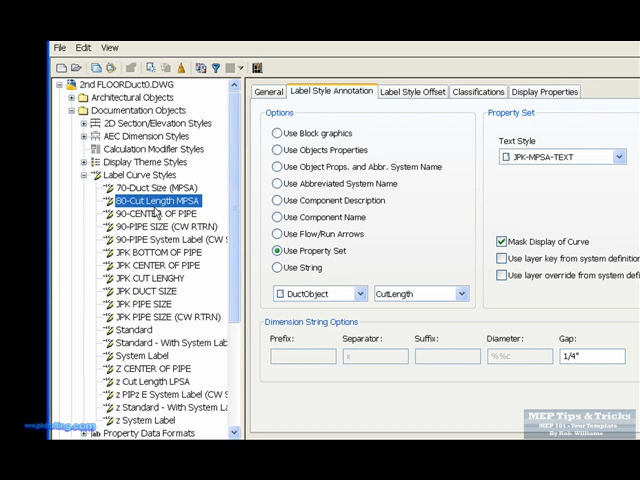 File Edit View
2nd FLOORDuct0.DWG
Architectural Objects
Documentation Objects
2D Section/Elevation Styles
AEC Dimension Styles
Calculation Modifier Styles
Display Theme Styles
Label Curve Styles
70-Duct Size (MPSA)
80-Cut Length MPSA
90-CENTER OF PIPE
90-PIPE SIZE (CW RTRN)
90-PIPE System Label (CW S
JPK BOTTOM OF PIPE
JPK CENTER OF PIPE
JPK CUT LENGHY
JPK DUCT SIZE
JPK PIPE SIZE
JPK PIPE SIZE (CW RTRN)
Standard
Standard - With System Lab
System Label
Z CENTER OF PIPE
z Cut Length LPSA
z PIPz E System Label (CW S
z Standard - With System La
z System Label
Property Data Formats
General Label Style Annotation Label Style Offset Classifications Display Properties
Options
Use Block graphics
Use Objects Properties
Use Object Props. and Abbr. System Name
Use Abbreviated System Name
Use Component Description
Use Component Name
Use Flow/Run Arrows
Use Property Set
Use String
DuctObject CutLength
Property Set
Text Style
JPK-MPSA-TEXT
Mask Display of Curve
Use layer key from system definition
Use layer override from system defi
Dimension String Options
Prefix: Separator: Suffix: Diameter: Gap:
x %%c 1/4"
MEP Tips & Tricks
MEP 101 - Your Template
By Rob Williams